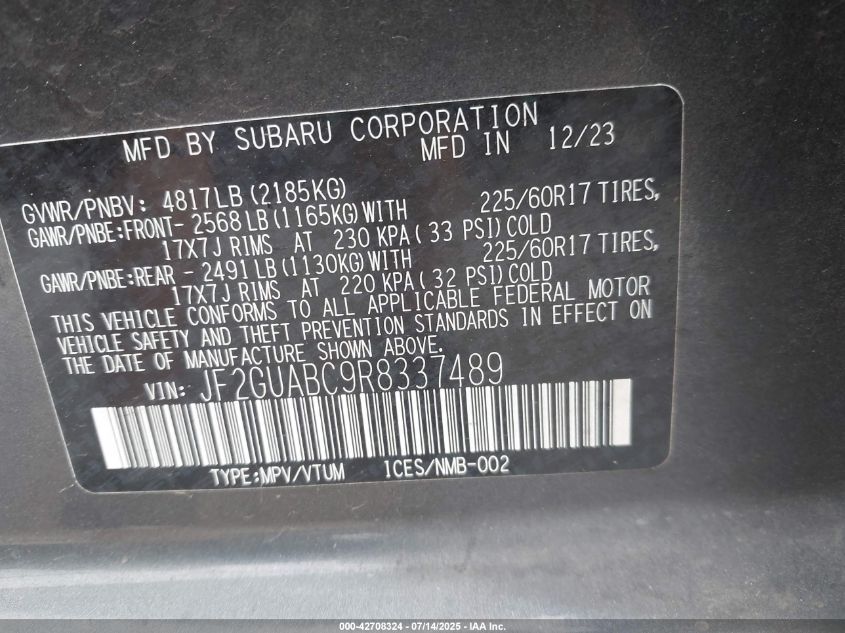 MFD BY SUBARU CORPORATION
MFD IN 12/23
GVWR/PNBV: 4817LB (2185KG)
GAWR/PNBE:FRONT- 2568 LB (1165KG) WITH 225/60R17 TIRES,
17X7J RIMS AT 230 KPA ( 33 PSI) COLD
GAWR/PNBE:REAR - 2491 LB (1130KG) WITH 225/60R17 TIRES,
17X7J RIMS AT 220 KPA ( 32 PSI) COLD
THIS VEHICLE CONFORMS TO ALL APPLICABLE FEDERAL MOTOR
VEHICLE SAFETY AND THEFT PREVENTION STANDARDS IN EFFECT ON
THE DATE OF MANUFACTURE SHOWN ABOVE.
VIN: JF2GUABC9R8337489
TYPE:MPV/VTUM ICES/NMB-002
000-42708324 / 07/14/2025 - IAA Inc.